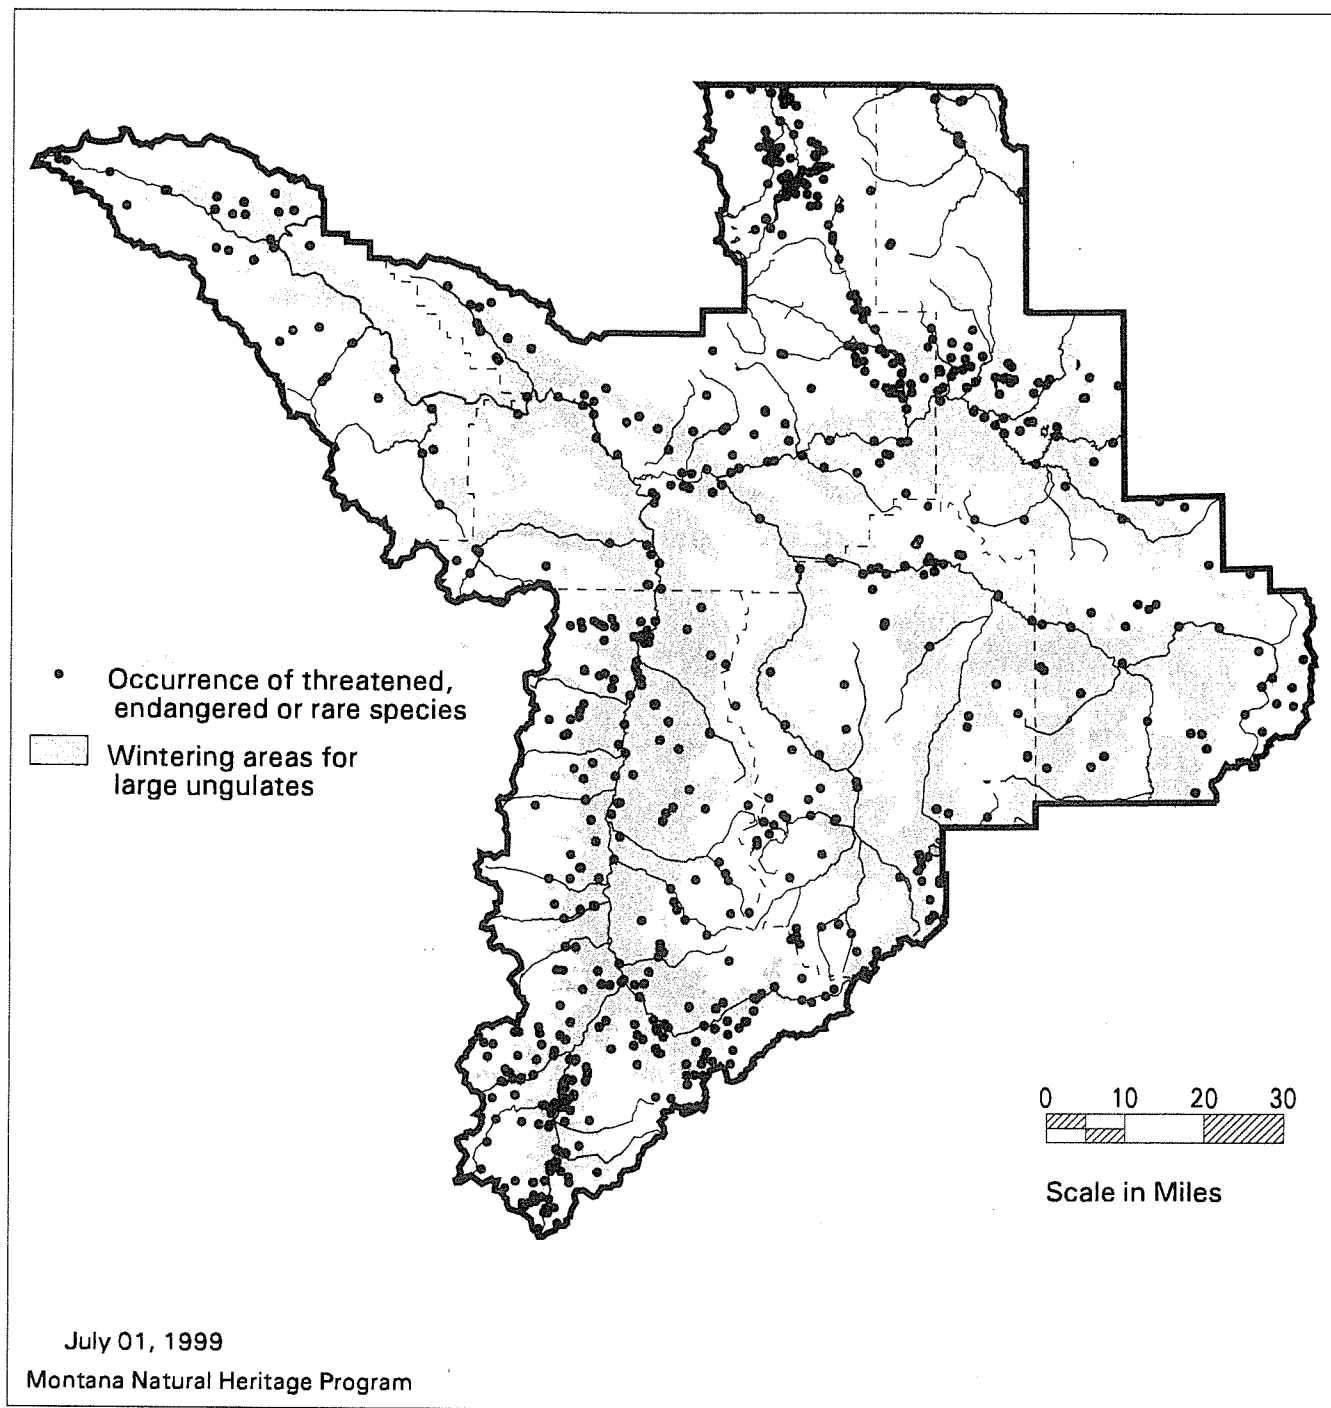 Occurrence of threatened,
endangered or rare species
Wintering areas for
large ungulates
0 10 20 30
Scale in Miles
July 01, 1999
Montana Natural Heritage Program